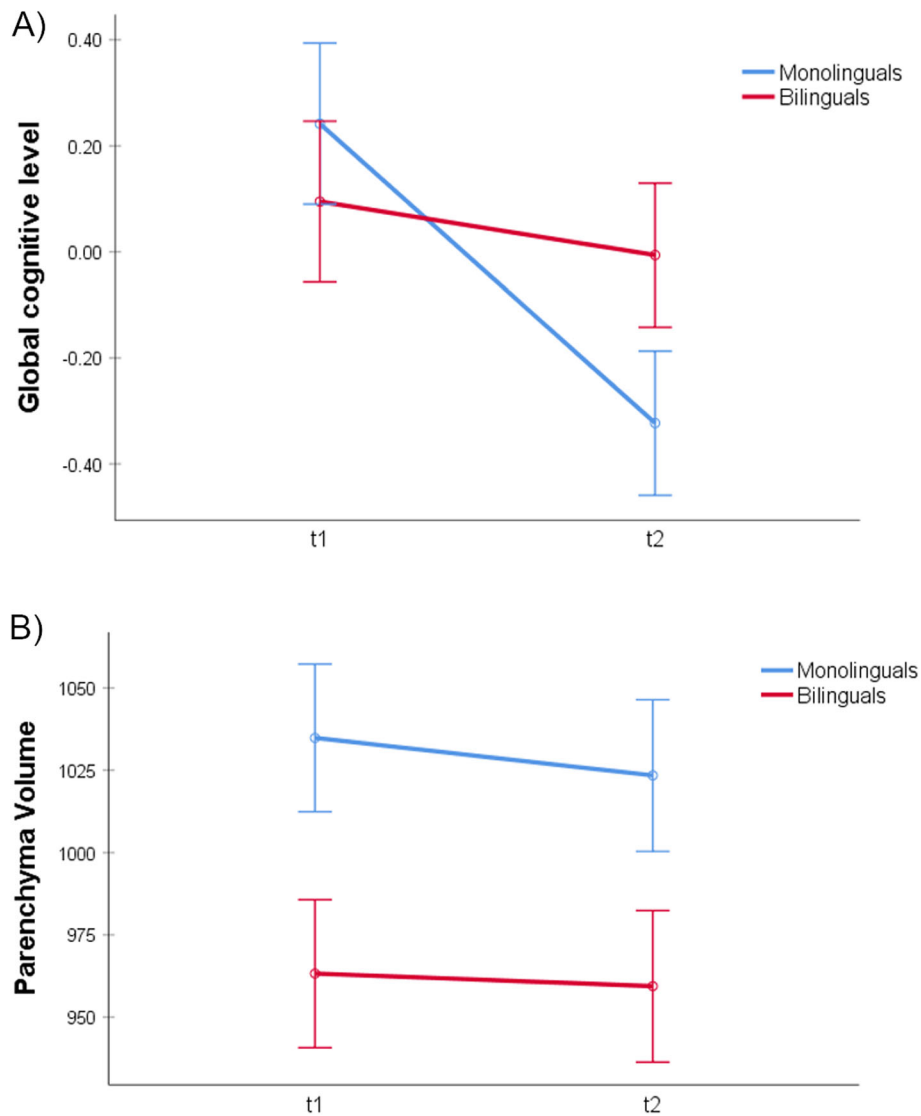 A)
Global cognitive level
0.40
0.20
0.00
-0.20
-0.40
t1
t2
Monolinguals
Bilinguals
B)
Parenchyma Volume
1050
1025
1000
975
950
t1
t2
Monolinguals
Bilinguals